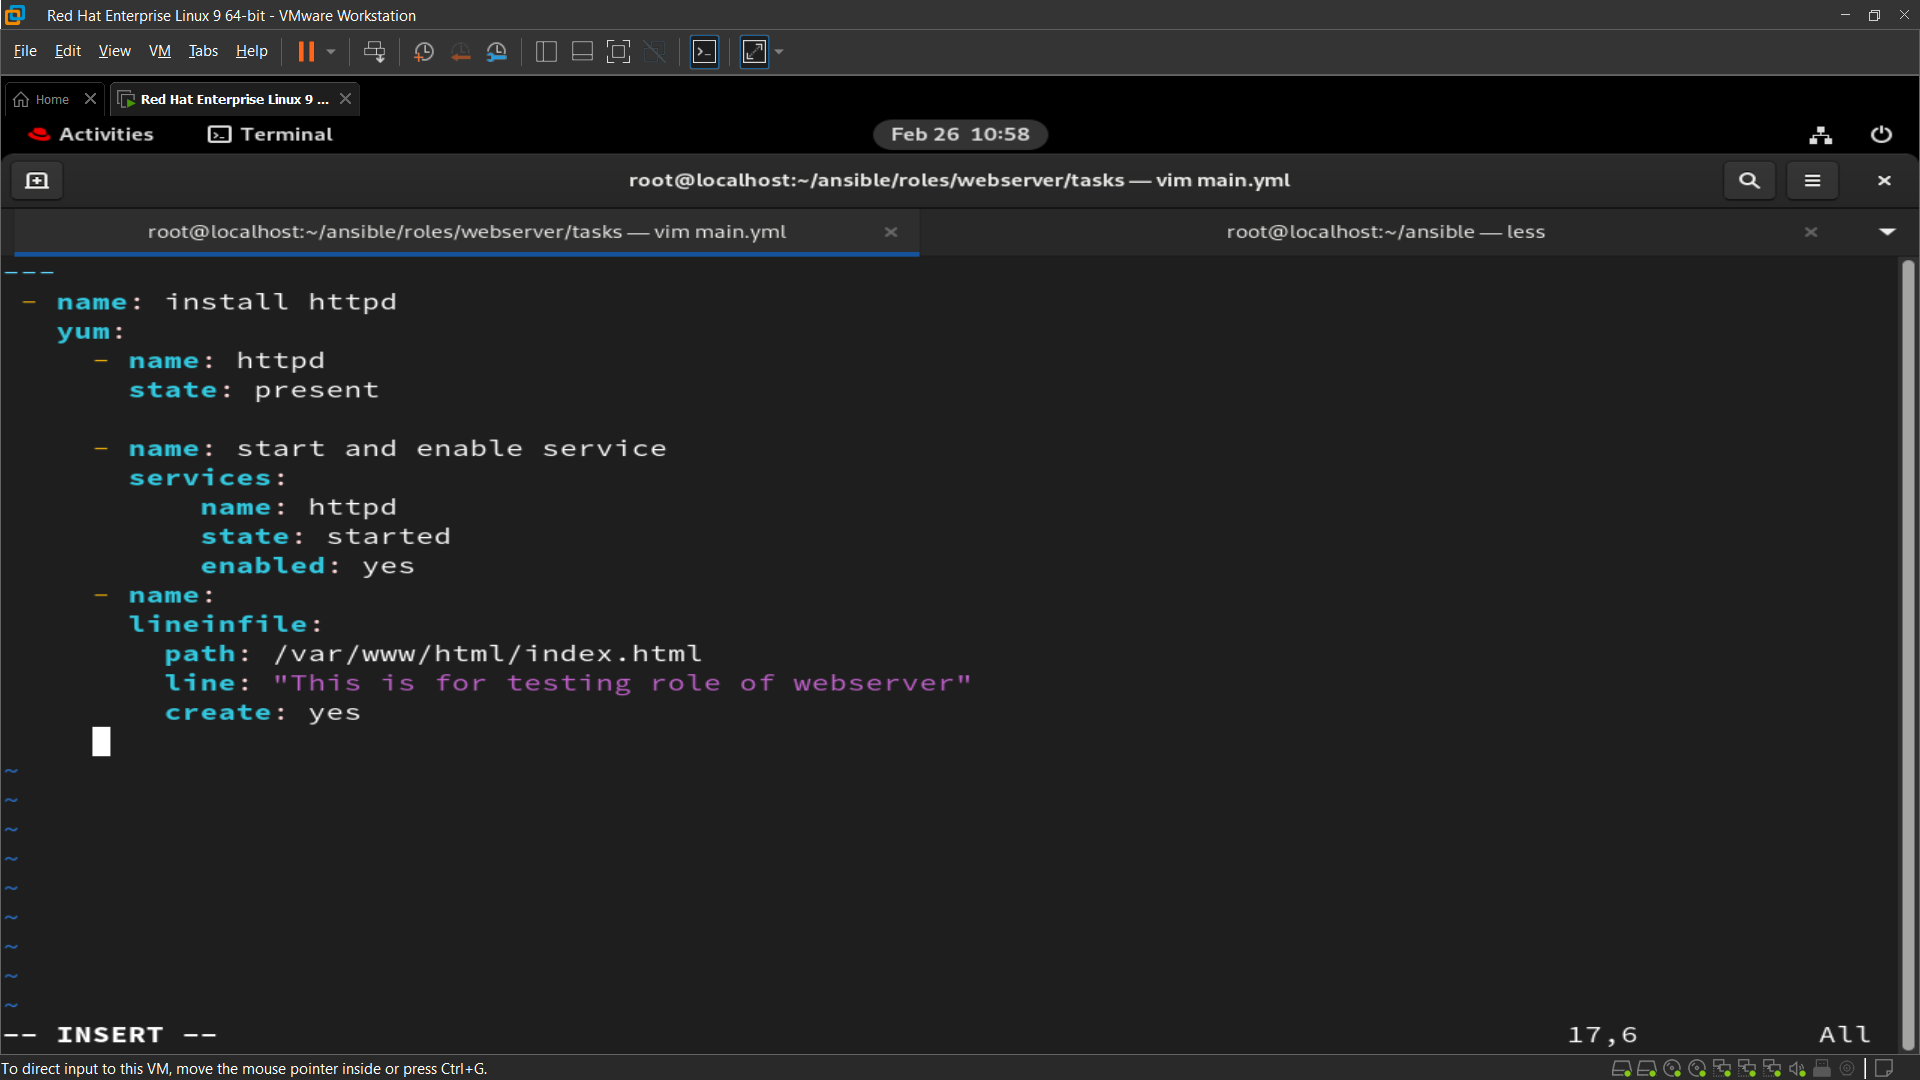 Red Hat Enterprise Linux 9 64-bit - VMware Workstation
File Edit View VM Tabs Help
Home Red Hat Enterprise Linux 9 ...
Activities Terminal Feb 26 10:58
root@localhost:~/ansible/roles/webserver/tasks — vim main.yml
root@localhost:~/ansible/roles/webserver/tasks — vim main.yml root@localhost:~/ansible — less
---
- name: install httpd
yum:
- name: httpd
state: present
- name: start and enable service
services:
name: httpd
state: started
enabled: yes
- name:
lineinfile:
path: /var/www/html/index.html
line: "This is for testing role of webserver"
create: yes
~
~
~
~
~
~
~
~
~
-- INSERT -- 17,6 All
To direct input to this VM, move the mouse pointer inside or press Ctrl+G.